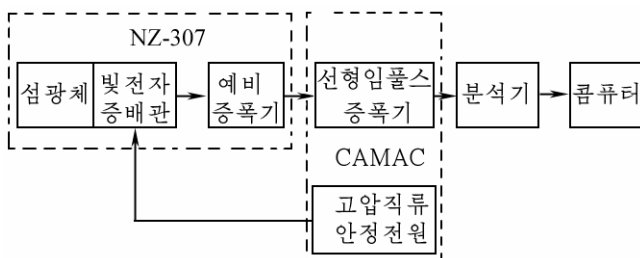 NZ-307
섬광체
빛전자
증배관
예비
증폭기
선형임풀스
증폭기
분석기
콤퓨터
CAMAC
고압직류
안정전원